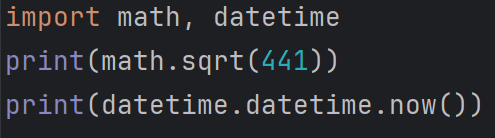 import math, datetime
print(math.sqrt(441))
print(datetime.datetime.now())